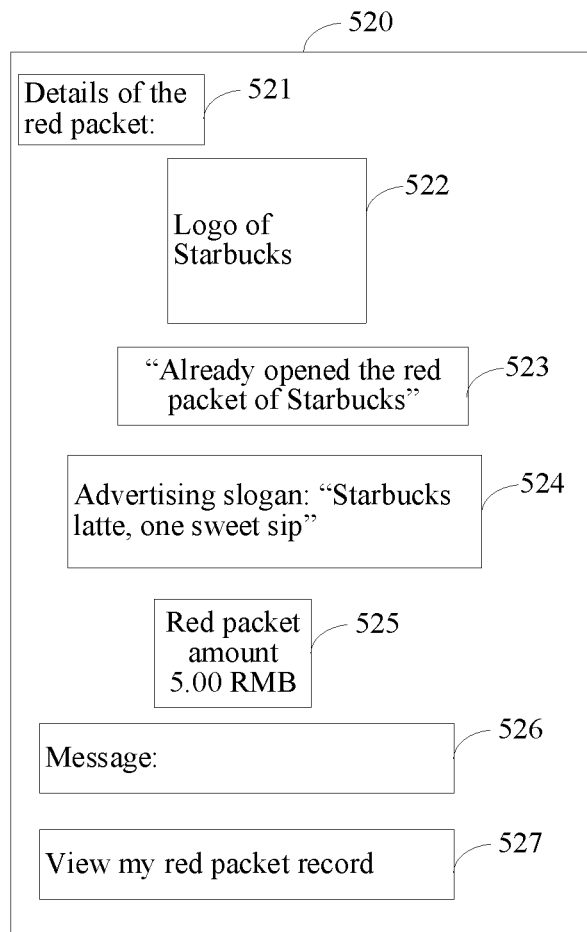 520
Details of the
red packet:
521
522
Logo of
Starbucks
“Already opened the red
packet of Starbucks”
523
Advertising slogan: “Starbucks
latte, one sweet sip”
524
Red packet
amount
5.00 RMB
525
526
Message:
527
View my red packet record